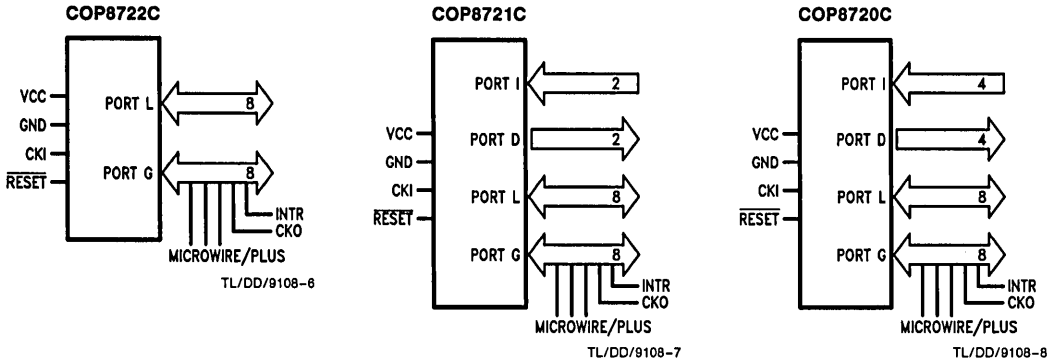 COP8722C
VCC
GND
CKI
RESET
PORT L
8
PORT G
8
INTR
CKO
MICROWIRE/PLUS
TL/DD/9108-6
COP8721C
VCC
GND
CKI
RESET
PORT I
2
PORT D
2
PORT L
8
PORT G
8
INTR
CKO
MICROWIRE/PLUS
TL/DD/9108-7
COP8720C
VCC
GND
CKI
RESET
PORT I
4
PORT D
4
PORT L
8
PORT G
8
INTR
CKO
MICROWIRE/PLUS
TL/DD/9108-8